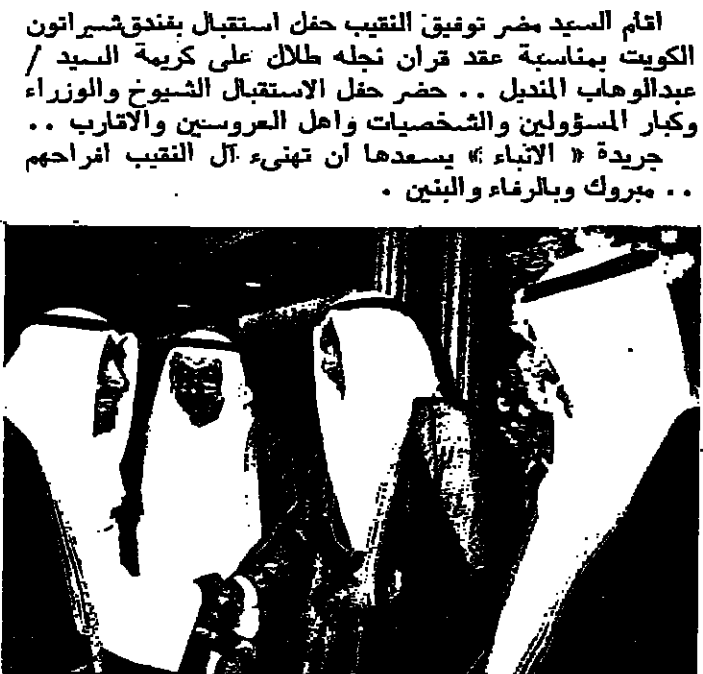 اقام السيد مضر توفيق النقيب حفل استقبال بفندق شيراتون
الكويت بمناسبة عقد قران نجله طلال على كريمة السيد /
عبدالوهاب المنديل .. حضر حفل الاستقبال الشيوخ والوزراء
وكبار المسؤولين والشخصيات واهل العروسين والاقارب ..
جريدة « الانباء » يسعدها ان تهنىء آل النقيب افراحهم
.. مبروك وبالرفاء والبنين .